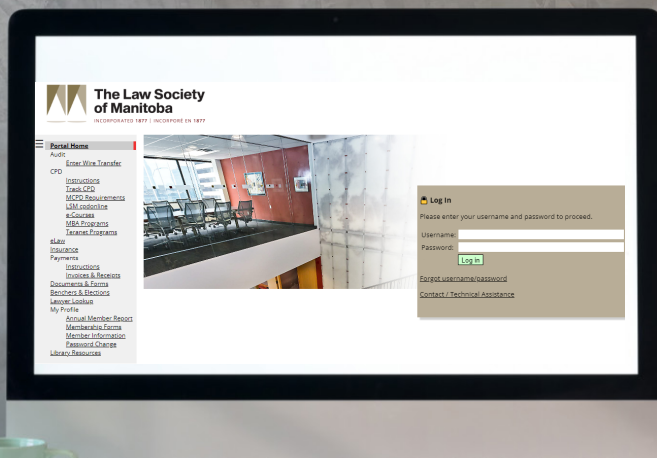 The Law Society
of Manitoba
INCORPORATED 1877 | INCORPORÉ EN 1877
Portal Home
Audit
Enter Wire Transfer
CPD
Instructions
Track CPD
MCPD Requirements
LSM cpdonline
e-Courses
MBA Programs
Teranet Programs
eLaw
Insurance
Payments
Instructions
Invoices & Receipts
Documents & Forms
Benchers & Elections
Lawyer Lookup
My Profile
Annual Member Report
Membership Forms
Member Information
Password Change
Library Resources
Log In
Please enter your username and password to proceed.
Username:
Password:
Log in
Forgot username/password
Contact / Technical Assistance